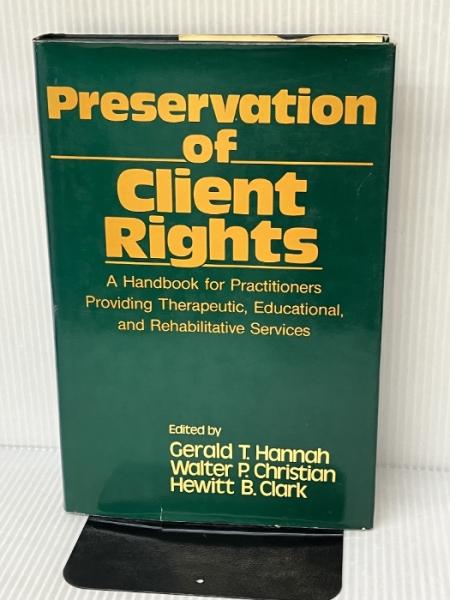 Preservation
of
Client
Rights
A Handbook for Practitioners
Providing Therapeutic, Educational,
and Rehabilitative Services
Edited by
Gerald T. Hannah
Walter P. Christian
Hewitt B. Clark